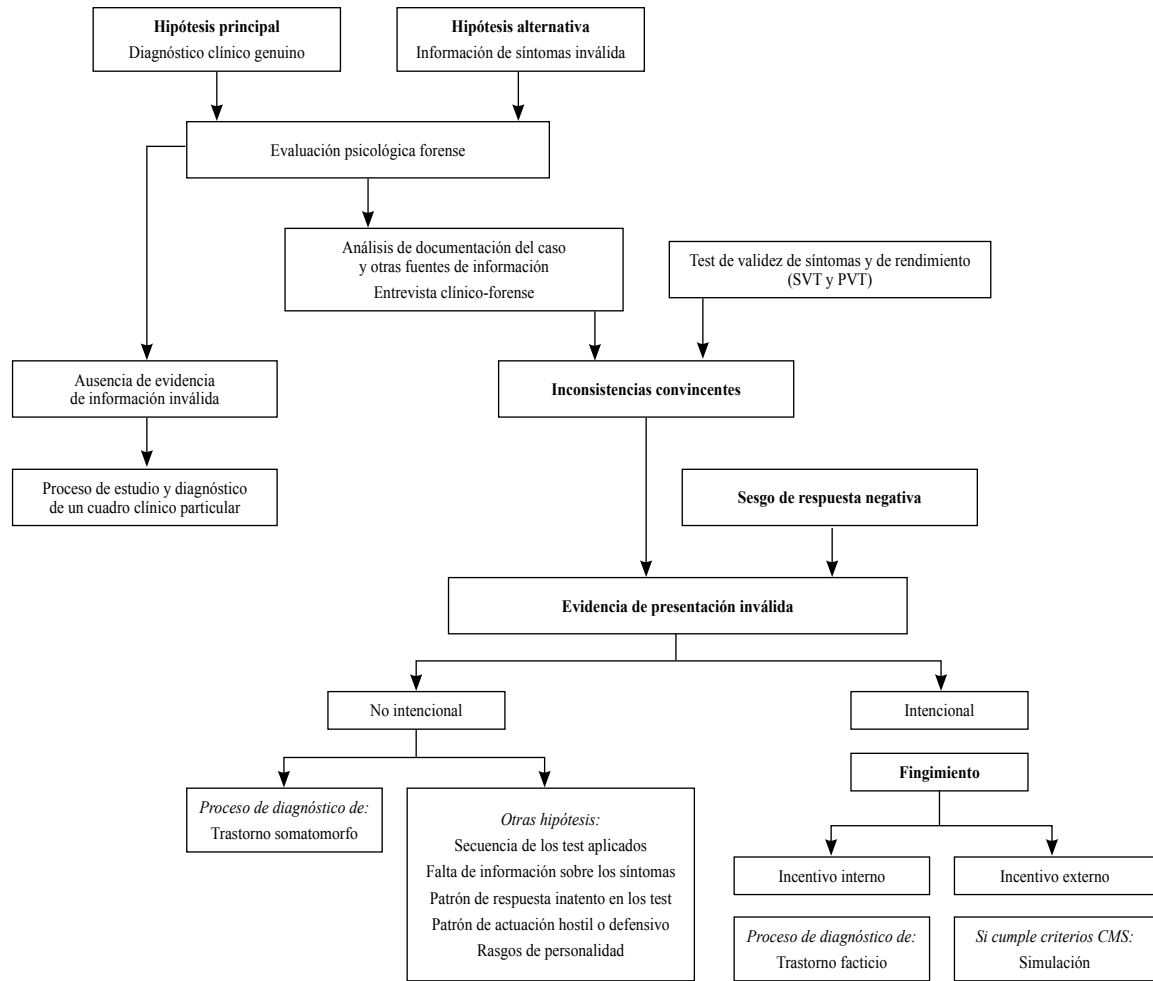 Hipótesis principal
Diagnóstico clínico genuino
Hipótesis alternativa
Información de síntomas inválida
Evaluación psicológica forense
Análisis de documentación del caso
y otras fuentes de información
Entrevista clínico-forense
Test de validez de síntomas y de rendimiento
(SVT y PVT)
Ausencia de evidencia
de información inválida
Inconsistencias convincentes
Proceso de estudio y diagnóstico
de un cuadro clínico particular
Sesgo de respuesta negativa
Evidencia de presentación inválida
No intencional
Intencional
Fingimiento
Proceso de diagnóstico de:
Trastorno somatomorfo
Otras hipótesis:
Secuencia de los test aplicados
Falta de información sobre los síntomas
Patrón de respuesta inatento en los test
Patrón de actuación hostil o defensivo
Rasgos de personalidad
Incentivo interno
Incentivo externo
Proceso de diagnóstico de:
Trastorno facticio
Si cumple criterios CMS:
Simulación